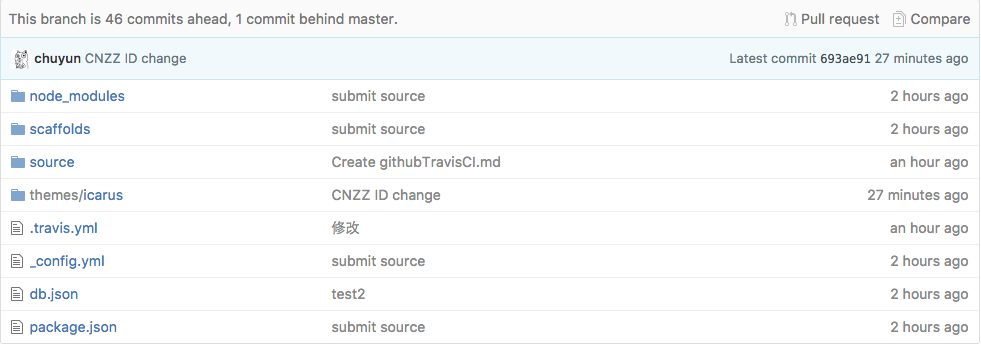 This branch is 46 commits ahead, 1 commit behind master. Pull request Compare
chuyun CNZZ ID change Latest commit 693ae91 27 minutes ago
node_modules submit source 2 hours ago
scaffolds submit source 2 hours ago
source Create githubTravisCI.md an hour ago
themes/icarus CNZZ ID change 27 minutes ago
.travis.yml 修改 an hour ago
_config.yml submit source 2 hours ago
db.json test2 2 hours ago
package.json submit source 2 hours ago